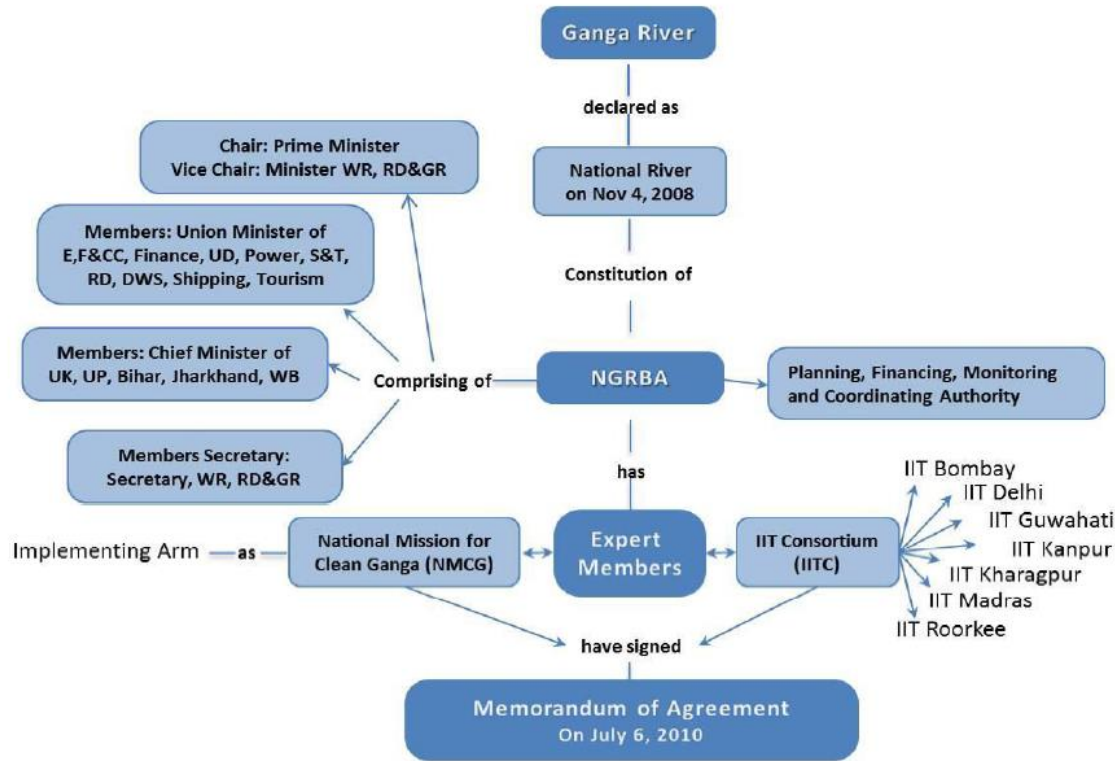 Ganga River
declared as
National River
on Nov 4, 2008
Constitution of
Chair: Prime Minister
Vice Chair: Minister WR, RD&GR
Members: Union Minister of
E,F&CC, Finance, UD, Power, S&T,
RD, DWS, Shipping, Tourism
Members: Chief Minister of
UK, UP, Bihar, Jharkhand, WB
Members Secretary:
Secretary, WR, RD&GR
Comprising of
NGRBA
Planning, Financing, Monitoring
and Coordinating Authority
has
Implementing Arm
as
National Mission for
Clean Ganga (NMCG)
Expert
Members
IIT Consortium
(IITC)
IIT Bombay
IIT Delhi
IIT Guwahati
IIT Kanpur
IIT Kharagpur
IIT Madras
IIT Roorkee
have signed
Memorandum of Agreement
On July 6, 2010